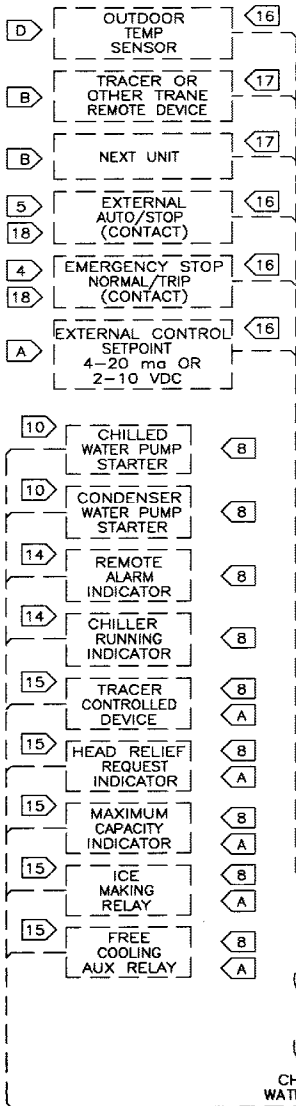 D
OUTDOOR
TEMP
SENSOR
16
B
TRACER OR
OTHER TRANE
REMOTE DEVICE
17
B
NEXT UNIT
17
5
18
EXTERNAL
AUTO/STOP
(CONTACT)
16
4
18
EMERGENCY STOP
NORMAL/TRIP
(CONTACT)
16
A
EXTERNAL CONTROL
SETPOINT
4-20 ma OR
2-10 VDC
16
10
CHILLED
WATER PUMP
STARTER
8
10
CONDENSER
WATER PUMP
STARTER
8
14
REMOTE
ALARM
INDICATOR
8
14
CHILLER
RUNNING
INDICATOR
8
15
TRACER
CONTROLLED
DEVICE
8
A
15
HEAD RELIEF
REQUEST
INDICATOR
8
A
15
MAXIMUM
CAPACITY
INDICATOR
8
A
15
ICE
MAKING
RELAY
8
A
15
FREE
COOLING
AUX RELAY
8
A
CH
WATE